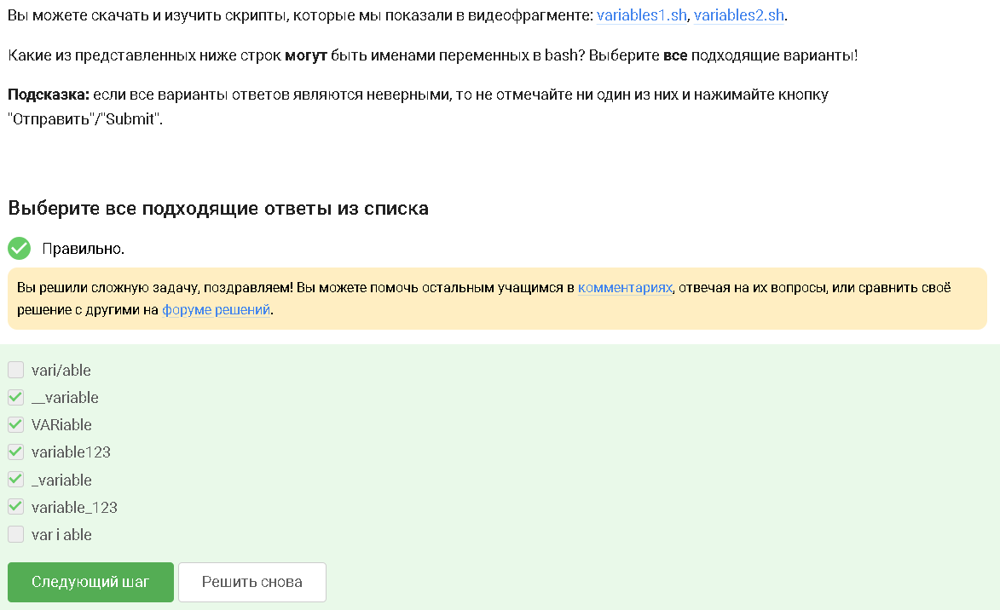 Вы можете скачать и изучить скрипты, которые мы показали в видеофрагменте: variables1.sh, variables2.sh.
Какие из представленных ниже строк могут быть именами переменных в bash? Выберите все подходящие варианты!
Подсказка: если все варианты ответов являются неверными, то не отмечайте ни один из них и нажимайте кнопку
"Отправить"/"Submit".
Выберите все подходящие ответы из списка
Правильно.
Вы решили сложную задачу, поздравляем! Вы можете помочь остальным учащимся в комментариях, отвечая на их вопросы, или сравнить своё
решение с другими на форуме решений.
vari/able
__variable
VARiable
variable123
_variable
variable_123
var i able
Следующий шаг
Решить снова